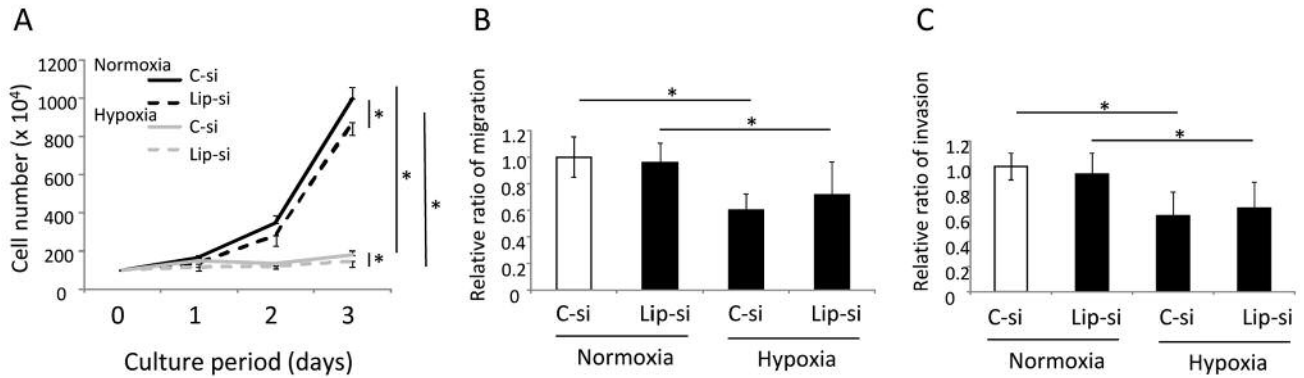 A
Cell number (x 10⁴)
1200
1000
800
600
400
200
0
Normoxia
C-si
Lip-si
Hypoxia
C-si
Lip-si
*
*
*
*
0 1 2 3
Culture period (days)
B
Relative ratio of migration
1.2
1.0
0.8
0.6
0.4
0.2
0
*
*
C-si Lip-si C-si Lip-si
Normoxia Hypoxia
C
Relative ratio of invasion
1.2
1.0
0.8
0.6
0.4
0.2
0
*
*
C-si Lip-si C-si Lip-si
Normoxia Hypoxia